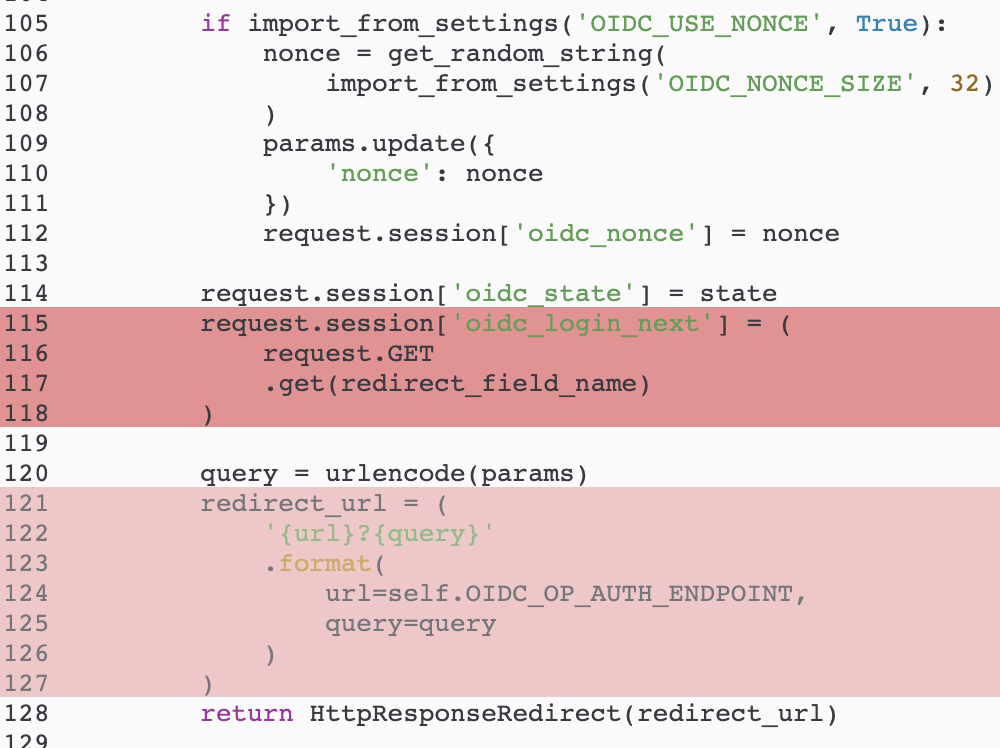 105 if import_from_settings('OIDC_USE_NONCE', True):
106 nonce = get_random_string(
107 import_from_settings('OIDC_NONCE_SIZE', 32)
108 )
109 params.update({
110 'nonce': nonce
111 })
112 request.session['oidc_nonce'] = nonce
113
114 request.session['oidc_state'] = state
115 request.session['oidc_login_next'] = (
116 request.GET
117 .get(redirect_field_name)
118 )
119
120 query = urlencode(params)
121 redirect_url = (
122 '{url}?{query}'
123 .format(
124 url=self.OIDC_OP_AUTH_ENDPOINT,
125 query=query
126 )
127 )
128 return HttpResponseRedirect(redirect_url)
129